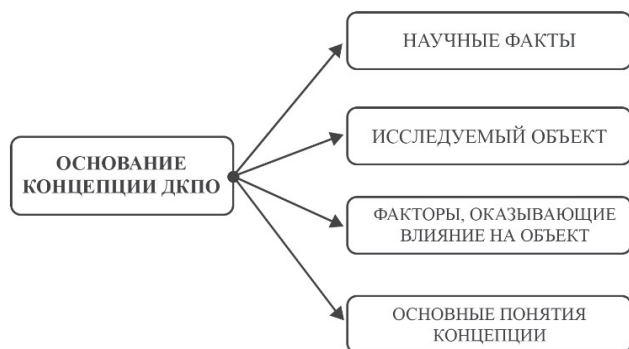 НАУЧНЫЕ ФАКТЫ
ИССЛЕДУЕМЫЙ ОБЪЕКТ
ОСНОВАНИЕ
КОНЦЕПЦИИ ДКПО
ФАКТОРЫ, ОКАЗЫВАЮЩИЕ
ВЛИЯНИЕ НА ОБЪЕКТ
ОСНОВНЫЕ ПОНЯТИЯ
КОНЦЕПЦИИ